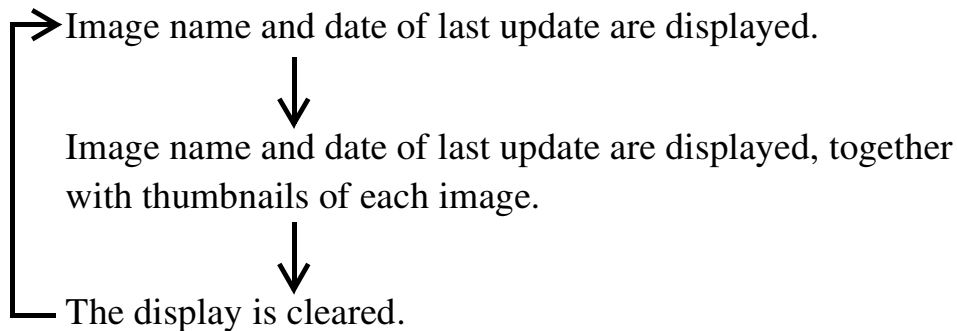 Image name and date of last update are displayed.
Image name and date of last update are displayed, together
with thumbnails of each image.
The display is cleared.